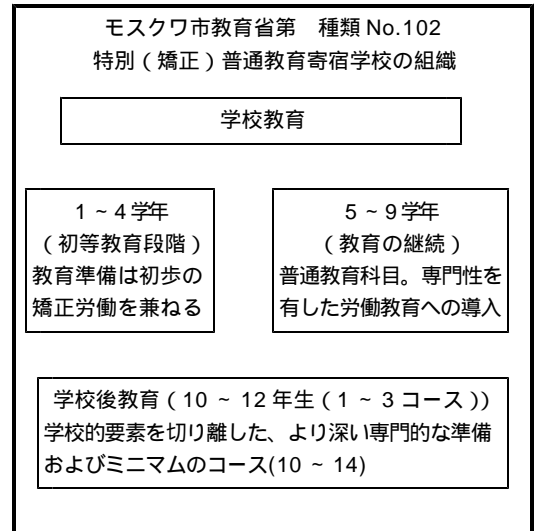 モスクワ市教育省第　種類 No.102
特別（矯正）普通教育寄宿学校の組織
学校教育
1 ~ 4 学年
（初等教育段階）
教育準備は初歩の
矯正労働を兼ねる
5 ~ 9 学年
（教育の継続）
普通教育科目。専門性を
有した労働教育への導入
学校後教育（10 ~ 12 年生（1 ~ 3 コース））
学校的要素を切り離した、より深い専門的な準備
およびミニマムのコース(10 ~ 14)